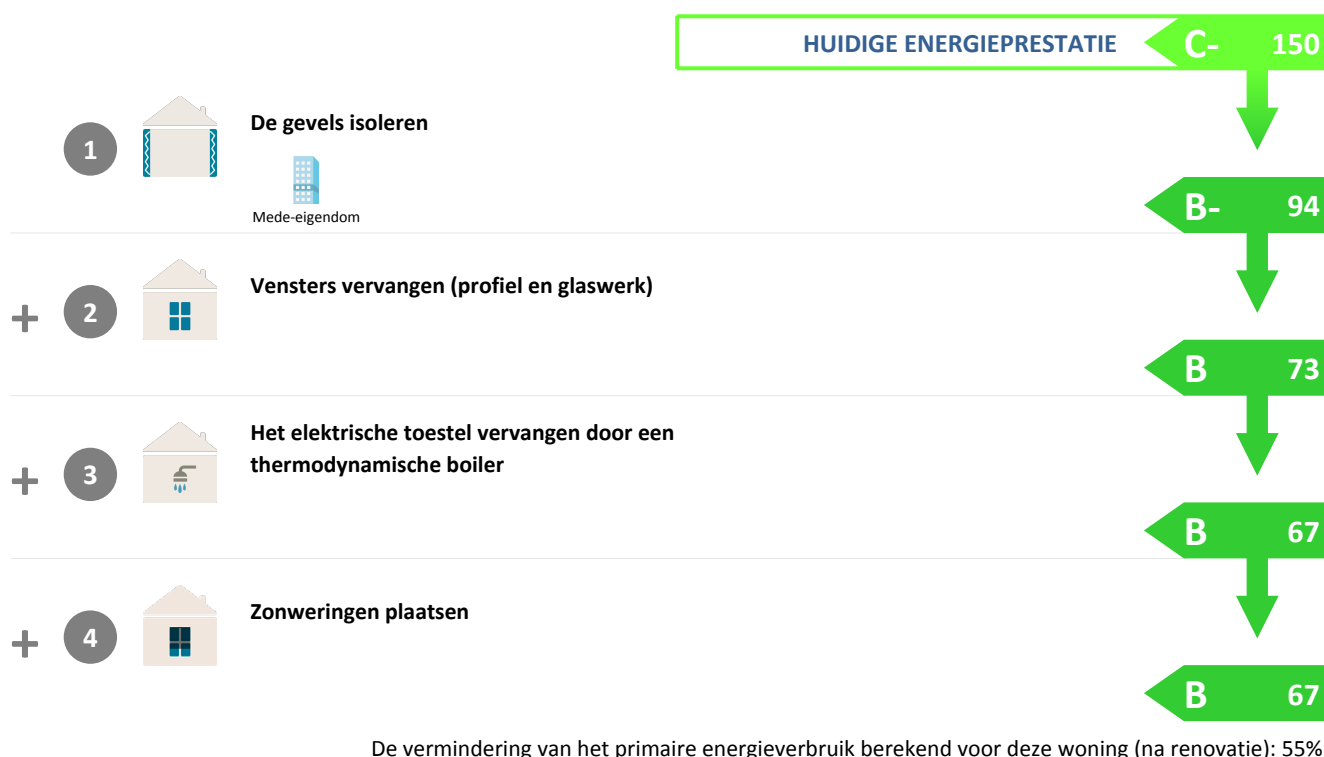 HUIDIGE ENERGIEPRESTATIE C- 150
1 De gevels isoleren
Mede-eigendom
B- 94
+ 2 Vensters vervangen (profiel en glaswerk)
B 73
+ 3 Het elektrische toestel vervangen door een
thermodynamische boiler
B 67
+ 4 Zonweringen plaatsen
B 67
De vermindering van het primaire energieverbruik berekend voor deze woning (na renovatie): 55%